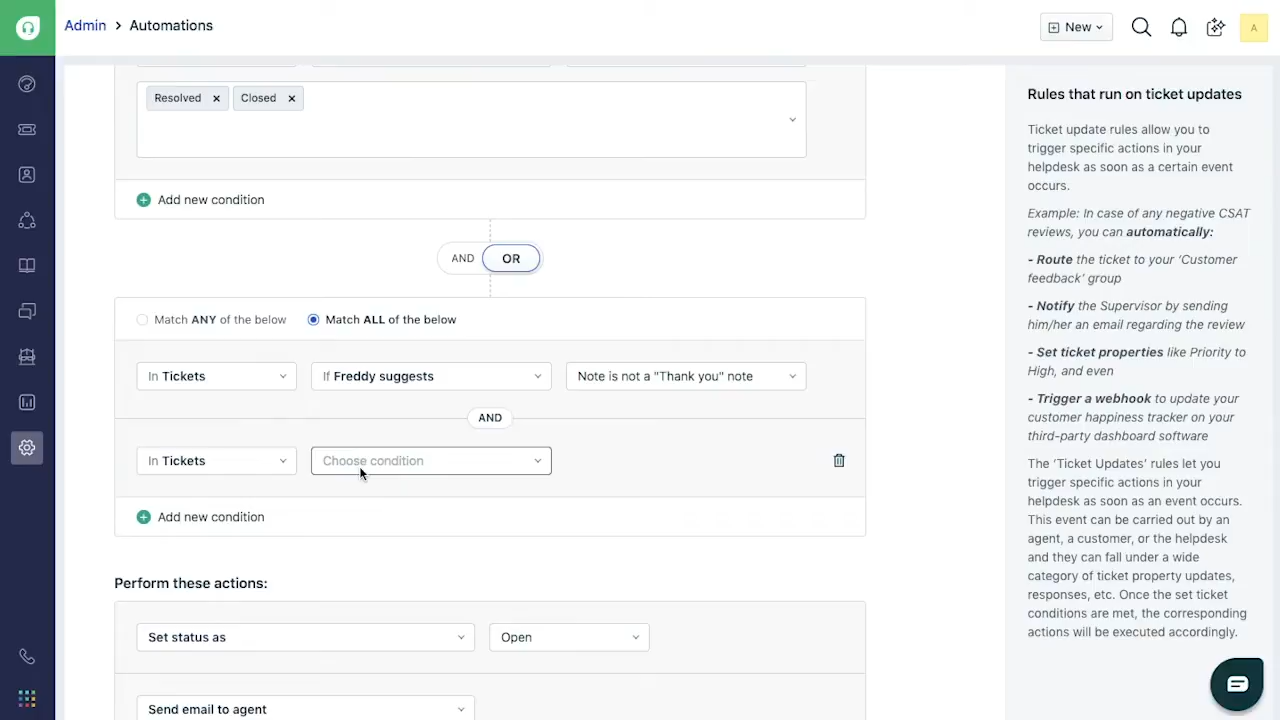 Admin > Automations
New
A
Resolved × Closed ×
Add new condition
AND OR
Match ANY of the below Match ALL of the below
In Tickets If Freddy suggests Note is not a "Thank you" note
AND
In Tickets Choose condition
Add new condition
Perform these actions:
Set status as Open
Send email to agent
Rules that run on ticket updates
Ticket update rules allow you to
trigger specific actions in your
helpdesk as soon as a certain event
occurs.
Example: In case of any negative CSAT
reviews, you can automatically:
- Route the ticket to your ‘Customer
feedback’ group
- Notify the Supervisor by sending
him/her an email regarding the review
- Set ticket properties like Priority to
High, and even
- Trigger a webhook to update your
customer happiness tracker on your
third-party dashboard software
The ‘Ticket Updates’ rules let you
trigger specific actions in your
helpdesk as soon as an event occurs.
This event can be carried out by an
agent, a customer, or the helpdesk
and they can fall under a wide
category of ticket property updates,
responses, etc. Once the set ticket
conditions are met, the corresponding
actions will be executed accordingly.